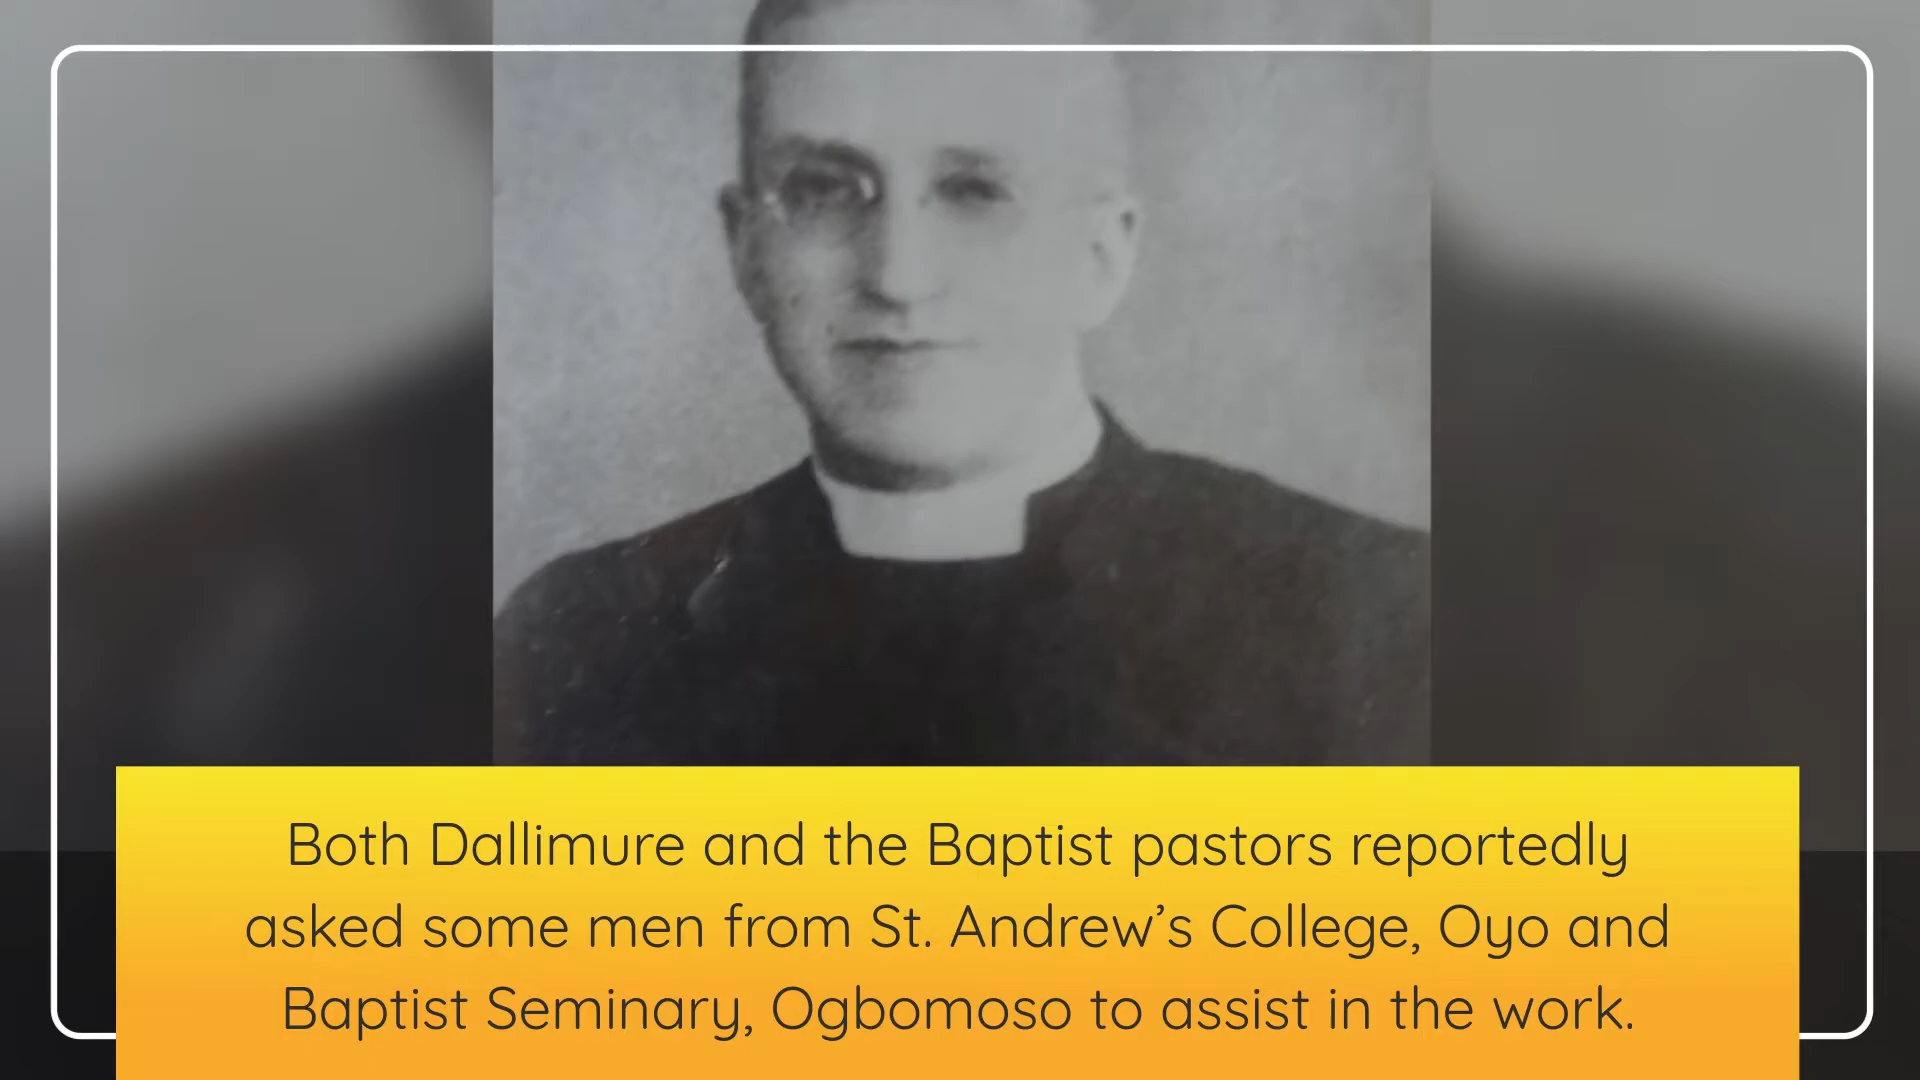 Both Dallimure and the Baptist pastors reportedly
asked some men from St. Andrew’s College, Oyo and
Baptist Seminary, Ogbomoso to assist in the work.